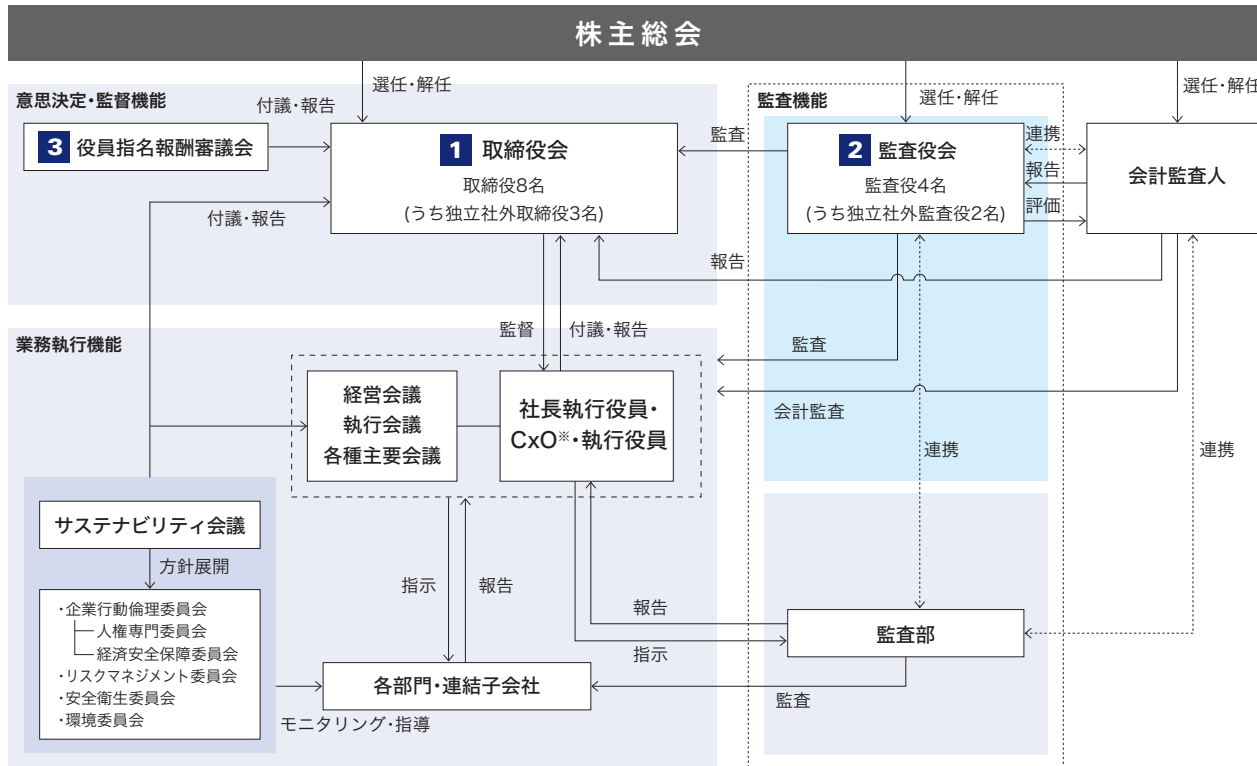 株主総会
選任・解任
選任・解任
選任・解任
意思決定・監督機能
付議・報告
監査機能
3 役員指名報酬審議会
1 取締役会
取締役8名
(うち独立社外取締役3名)
監査
2 監査役会
監査役4名
(うち独立社外監査役2名)
連携
報告
評価
会計監査人
付議・報告
報告
業務執行機能
監督
付議・報告
監査
会計監査
経営会議
執行会議
各種主要会議
社長執行役員・
CxO※・執行役員
連携
連携
サステナビリティ会議
方針展開
・企業行動倫理委員会
人権専門委員会
経済安全保障委員会
・リスクマネジメント委員会
・安全衛生委員会
・環境委員会
指示
報告
報告
指示
監査部
各部門・連結子会社
監査
モニタリング・指導